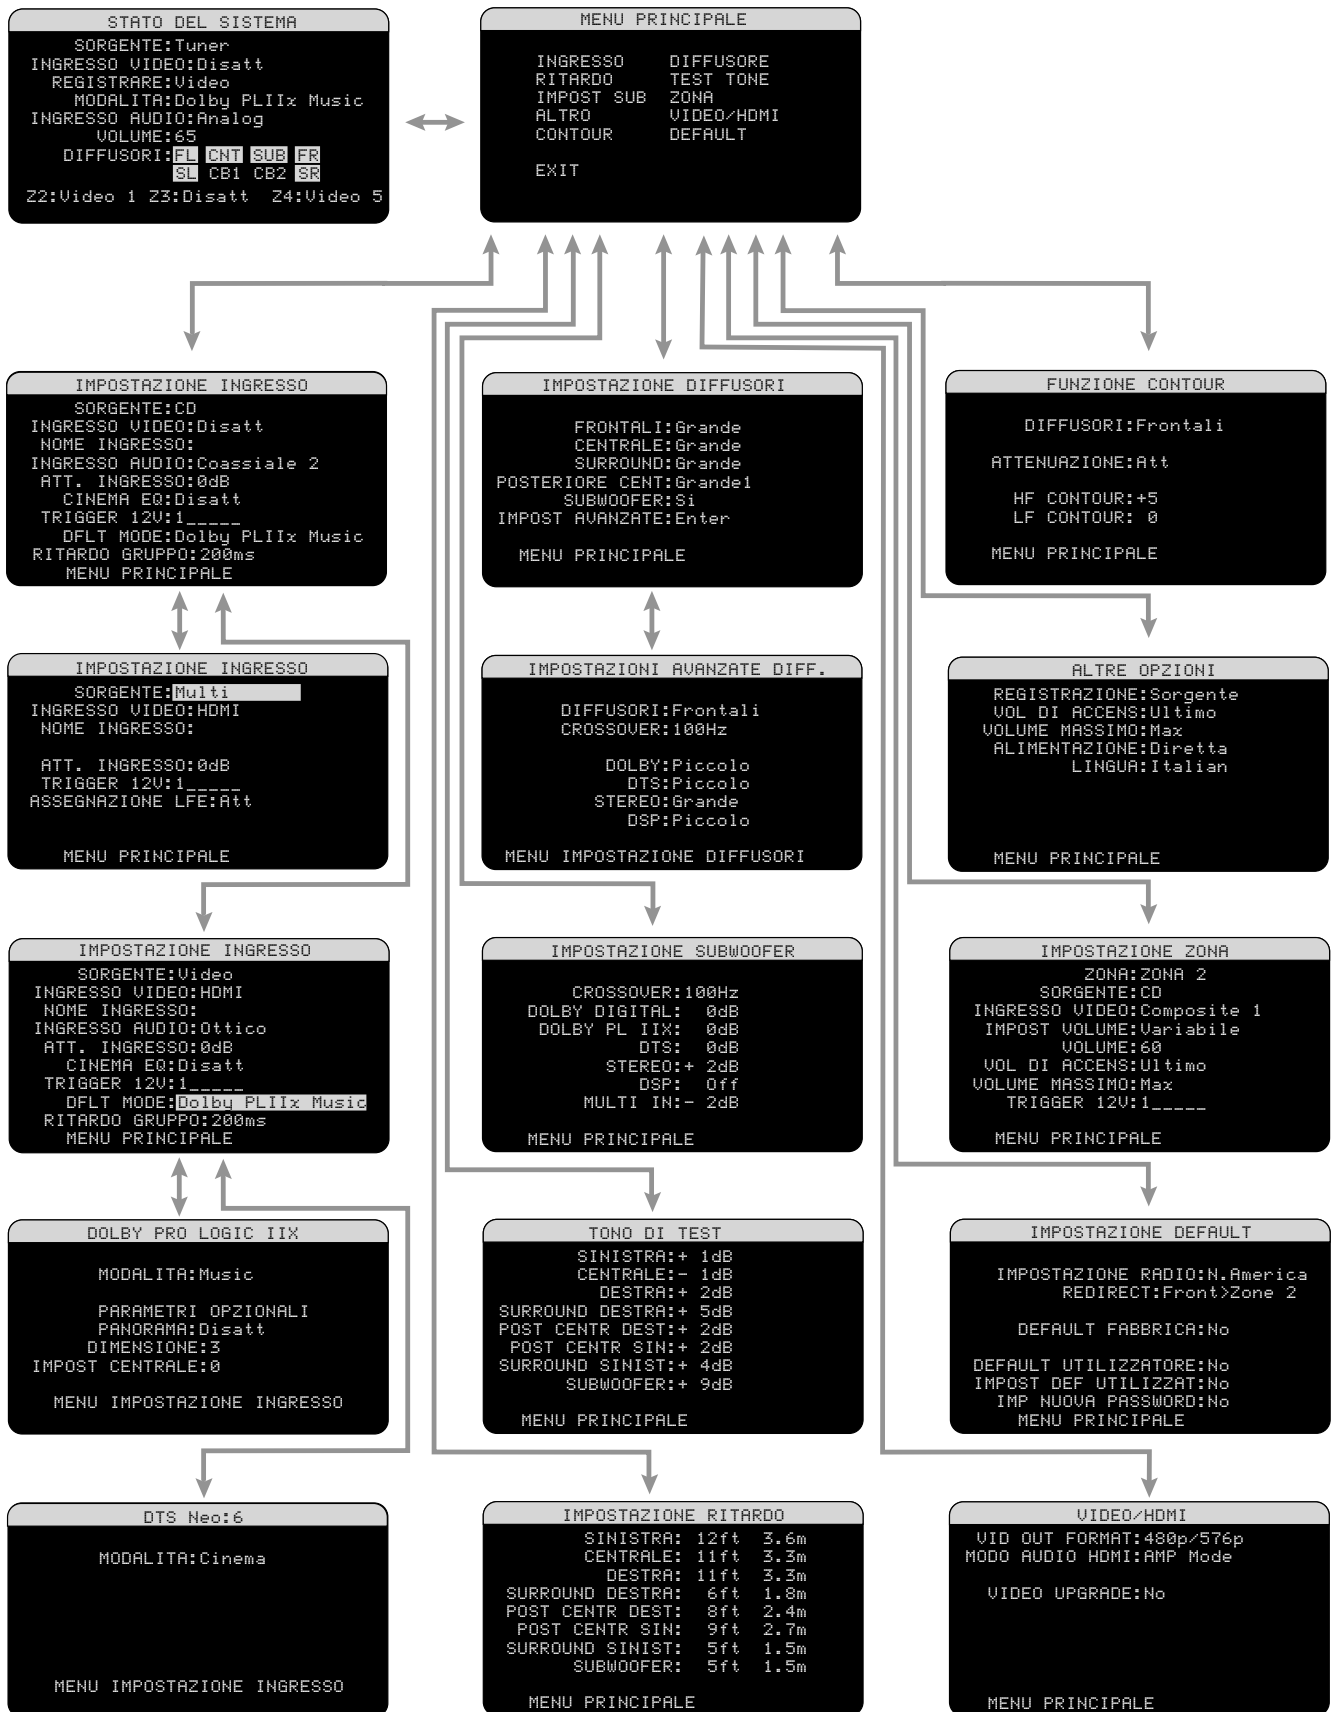 STATO DEL SISTEMA
SORGENTE:Tuner
INGRESSO VIDEO:Disatt
REGISTRARE:Video
MODALITA:Dolby PLIIx Music
INGRESSO AUDIO:Analog
VOLUME:65
DIFFUSORI:FL CNT SUB FR
SL CB1 CB2 SR
Z2:Video 1 Z3:Disatt Z4:Video 5
MENU PRINCIPALE
INGRESSO DIFFUSORE
RITARDO TEST TONE
IMPOST SUB ZONA
ALTRO VIDEO/HDMI
CONTOUR DEFAULT
EXIT
IMPOSTAZIONE INGRESSO
SORGENTE:CD
INGRESSO VIDEO:Disatt
NOME INGRESSO:
INGRESSO AUDIO:Coassiale 2
ATT. INGRESSO:0dB
CINEMA EQ:Disatt
TRIGGER 12V:1_____
DFLT MODE:Dolby PLIIx Music
RITARDO GRUPPO:200ms
MENU PRINCIPALE
IMPOSTAZIONE DIFFUSORI
FRONTALI:Grande
CENTRALE:Grande
SURROUND:Grande
POSTERIORE CENT:Grande1
SUBWOOFER:Si
IMPOST AVANZATE:Enter
MENU PRINCIPALE
FUNZIONE CONTOUR
DIFFUSORI:Frontali
ATTENUAZIONE:Att
HF CONTOUR:+5
LF CONTOUR: 0
MENU PRINCIPALE
IMPOSTAZIONE INGRESSO
SORGENTE:Multi
INGRESSO VIDEO:HDMI
NOME INGRESSO:
ATT. INGRESSO:0dB
TRIGGER 12V:1_____
ASSEGNAZIONE LFE:Att
MENU PRINCIPALE
IMPOSTAZIONI AVANZATE DIFF.
DIFFUSORI:Frontali
CROSSOVER:100Hz
DOLBY:Piccolo
DTS:Piccolo
STEREO:Grande
DSP:Piccolo
MENU IMPOSTAZIONE DIFFUSORI
ALTRE OPZIONI
REGISTRAZIONE:Sorgente
VOL DI ACCENS:Ultimo
VOLUME MASSIMO:Max
ALIMENTAZIONE:Diretta
LINGUA:Italian
MENU PRINCIPALE
IMPOSTAZIONE INGRESSO
SORGENTE:Video
INGRESSO VIDEO:HDMI
NOME INGRESSO:
INGRESSO AUDIO:Ottico
ATT. INGRESSO:0dB
CINEMA EQ:Disatt
TRIGGER 12V:1_____
DFLT MODE:Dolby PLIIx Music
RITARDO GRUPPO:200ms
MENU PRINCIPALE
IMPOSTAZIONE SUBWOOFER
CROSSOVER:100Hz
DOLBY DIGITAL: 0dB
DOLBY PL IIX: 0dB
DTS: 0dB
STEREO:+ 2dB
DSP: Off
MULTI IN:- 2dB
MENU PRINCIPALE
IMPOSTAZIONE ZONA
ZONA:ZONA 2
SORGENTE:CD
INGRESSO VIDEO:Composite 1
IMPOST VOLUME:Variabile
VOLUME:60
VOL DI ACCENS:Ultimo
VOLUME MASSIMO:Max
TRIGGER 12V:1_____
MENU PRINCIPALE
DOLBY PRO LOGIC IIX
MODALITA:Music
PARAMETRI OPZIONALI
PANORAMA:Disatt
DIMENSIONE:3
IMPOST CENTRALE:0
MENU IMPOSTAZIONE INGRESSO
TONO DI TEST
SINISTRA:+ 1dB
CENTRALE:- 1dB
DESTRA:+ 2dB
SURROUND DESTRA:+ 5dB
POST CENTR DEST:+ 2dB
POST CENTR SIN:+ 2dB
SURROUND SINIST:+ 4dB
SUBWOOFER:+ 9dB
MENU PRINCIPALE
IMPOSTAZIONE DEFAULT
IMPOSTAZIONE RADIO:N.America
REDIRECT:Front>Zone 2
DEFAULT FABBRICA:No
DEFAULT UTILIZZATORE:No
IMPOST DEF UTILIZZAT:No
IMP NUOVA PASSWORD:No
MENU PRINCIPALE
DTS Neo:6
MODALITA:Cinema
MENU IMPOSTAZIONE INGRESSO
IMPOSTAZIONE RITARDO
SINISTRA: 12ft 3.6m
CENTRALE: 11ft 3.3m
DESTRA: 11ft 3.3m
SURROUND DESTRA: 6ft 1.8m
POST CENTR DEST: 8ft 2.4m
POST CENTR SIN: 9ft 2.7m
SURROUND SINIST: 5ft 1.5m
SUBWOOFER: 5ft 1.5m
MENU PRINCIPALE
VIDEO/HDMI
VID OUT FORMAT:480p/576p
MODO AUDIO HDMI:AMP Mode
VIDEO UPGRADE:No
MENU PRINCIPALE